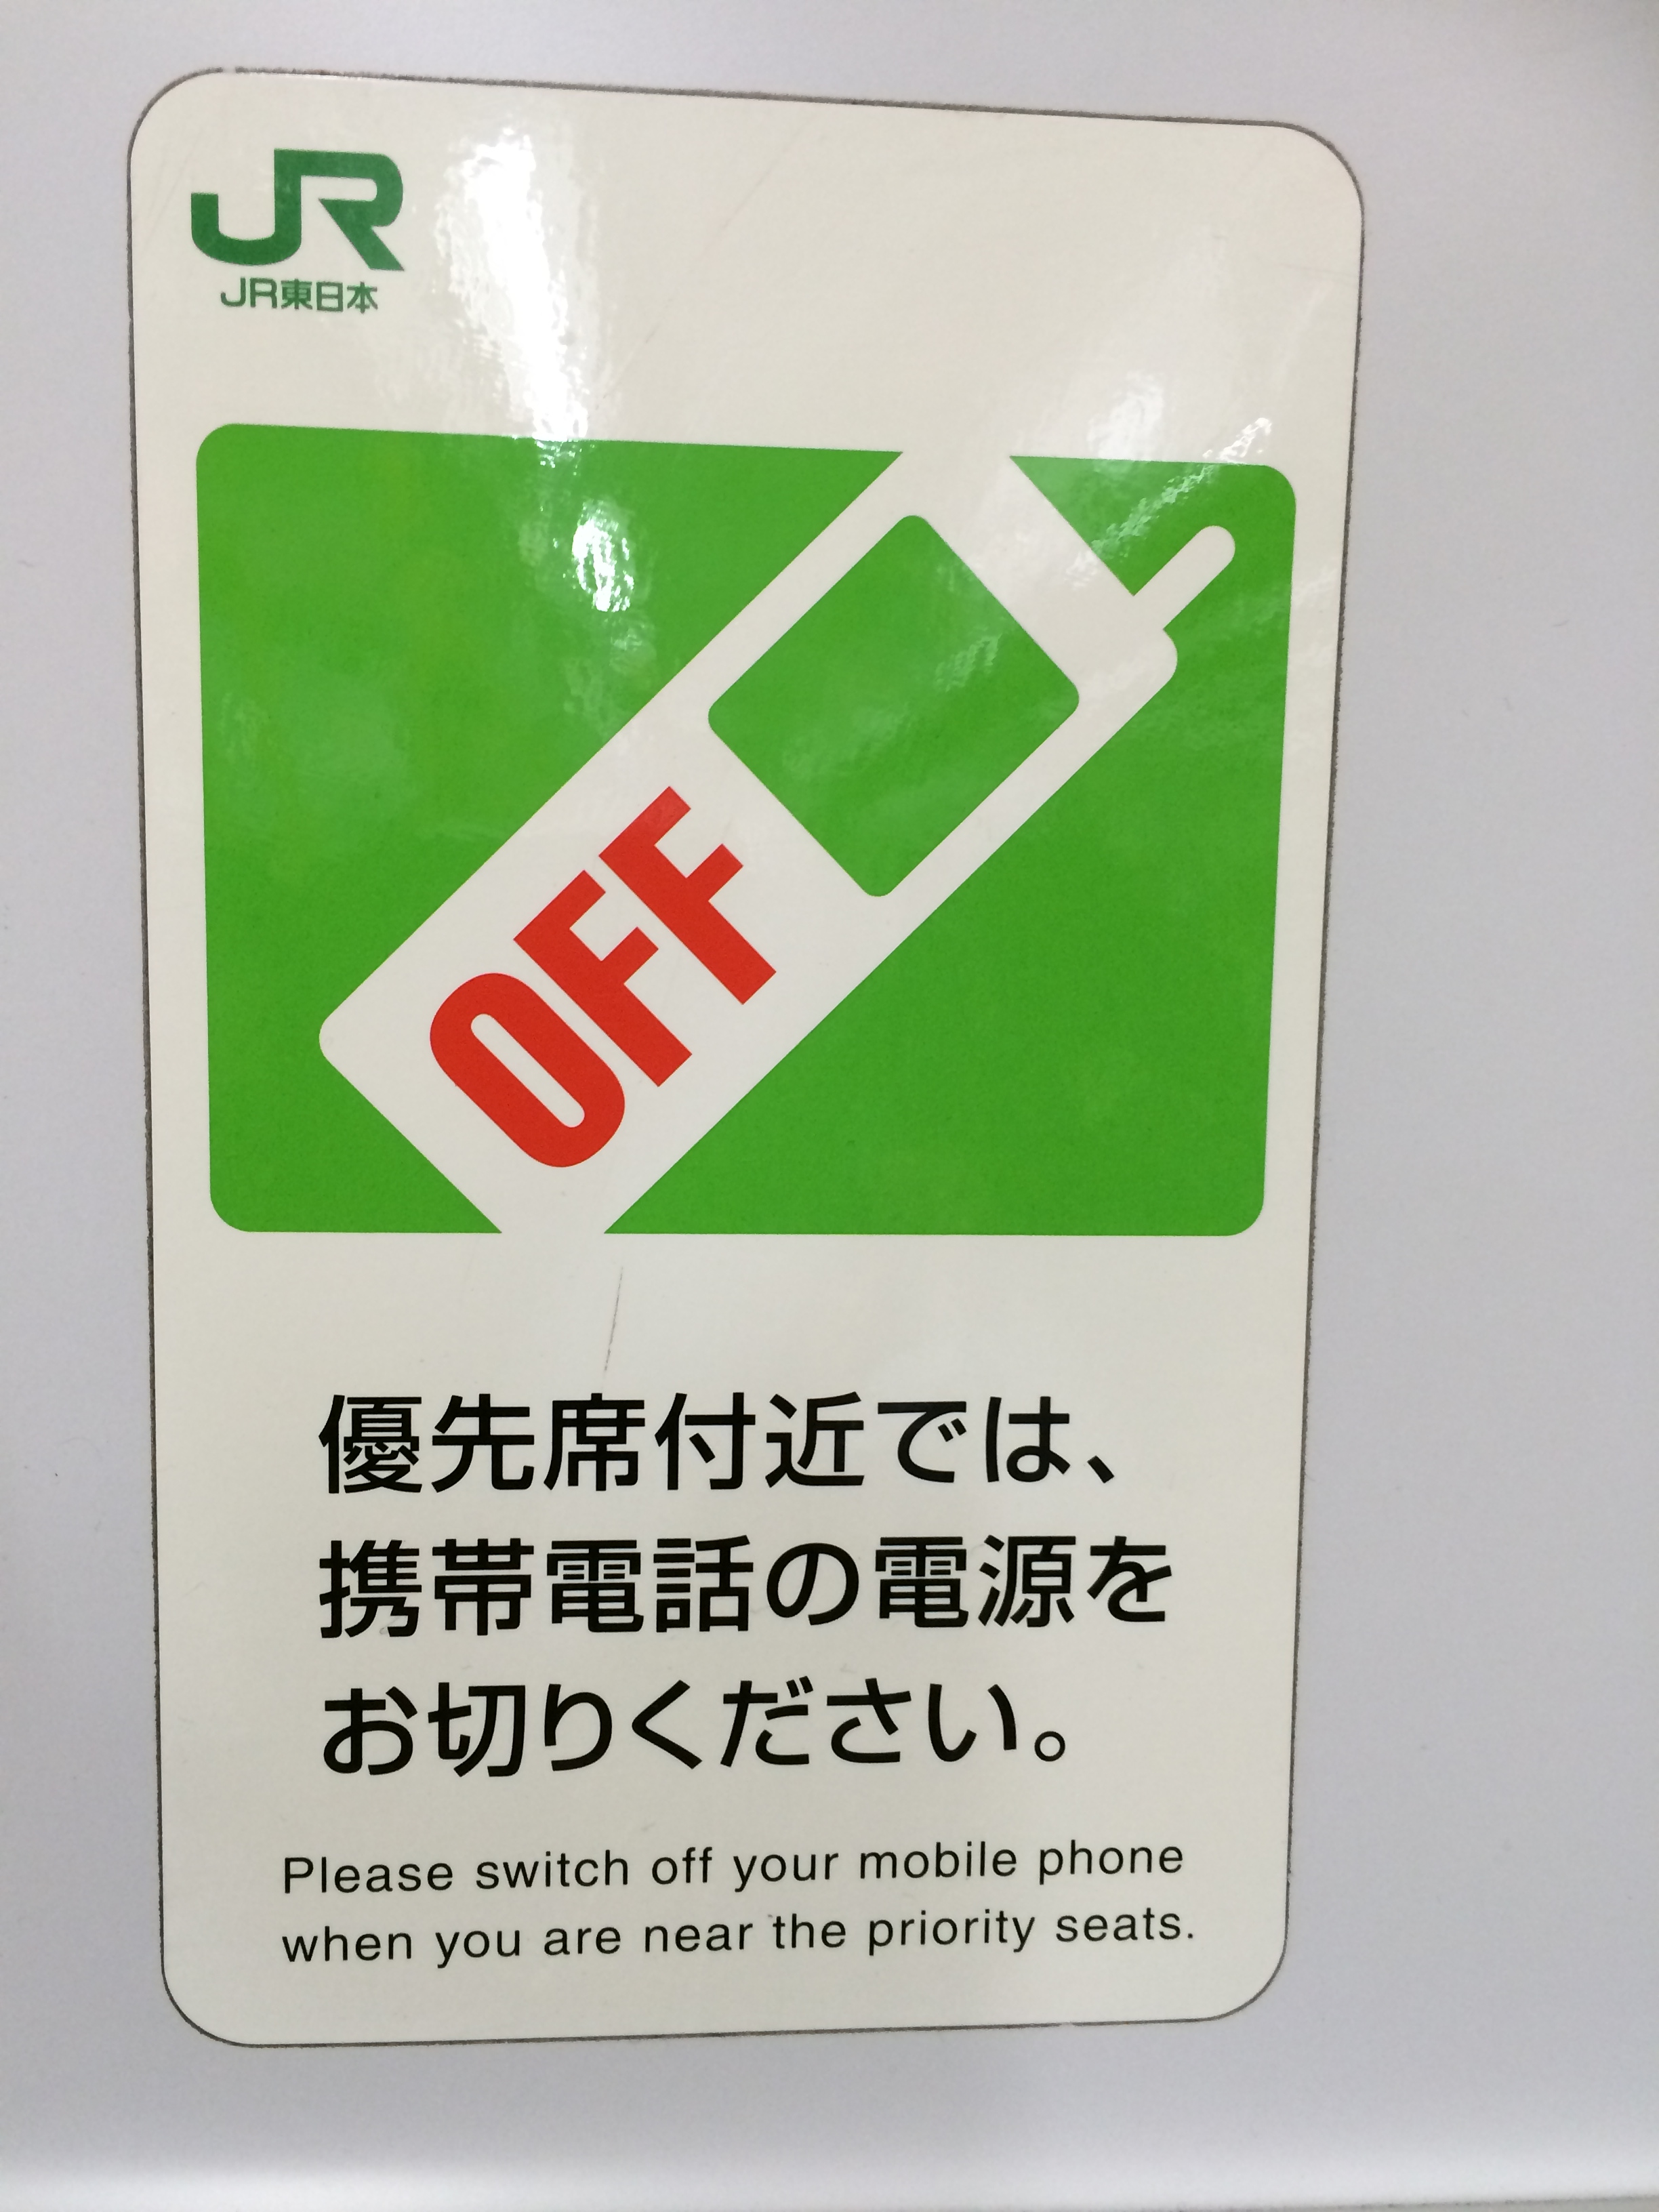 JR
JR東日本
OFF
優先席付近では、
携帯電話の電源を
お切りください。
Please switch off your mobile phone
when you are near the priority seats.